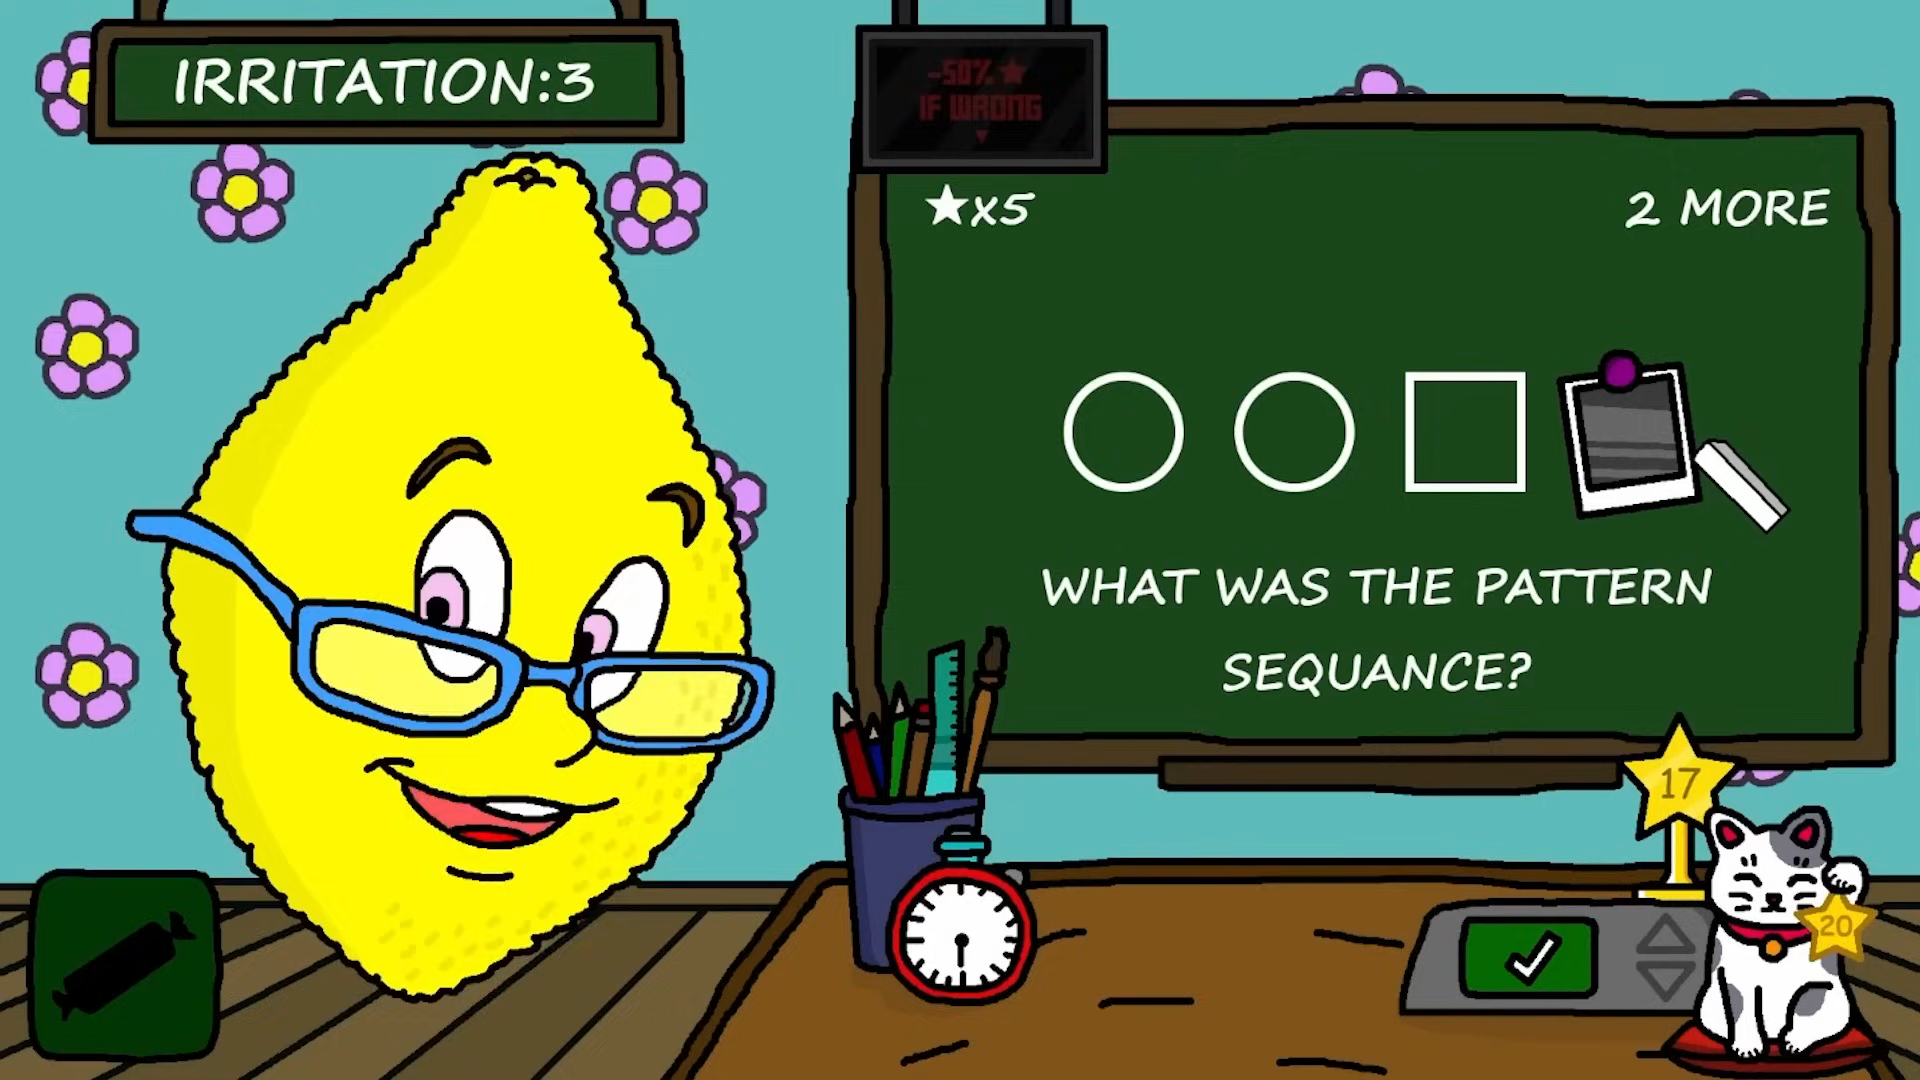 IRRITATION:3
-50%★
IF WRONG
★x5
2 MORE
WHAT WAS THE PATTERN
SEQUANCE?
17
20